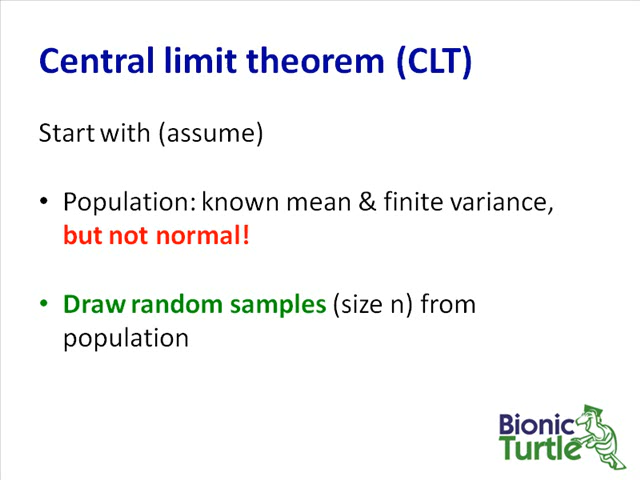 Central limit theorem (CLT)
Start with (assume)
• Population: known mean & finite variance,
but not normal!
• Draw random samples (size n) from
population
Bionic
Turtle